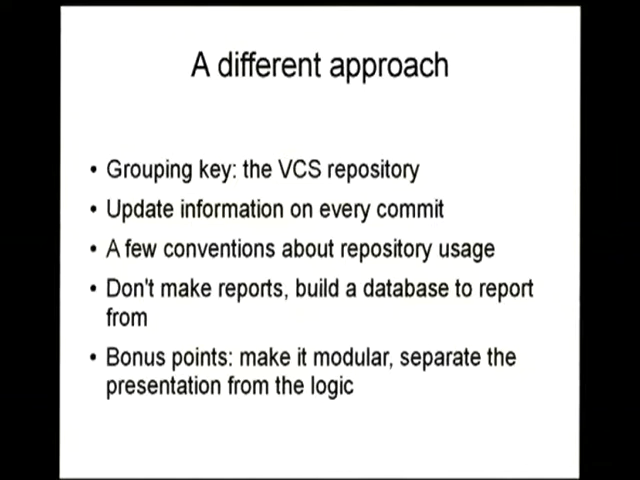 A different approach
• Grouping key: the VCS repository
• Update information on every commit
• A few conventions about repository usage
• Don't make reports, build a database to report
from
• Bonus points: make it modular, separate the
presentation from the logic